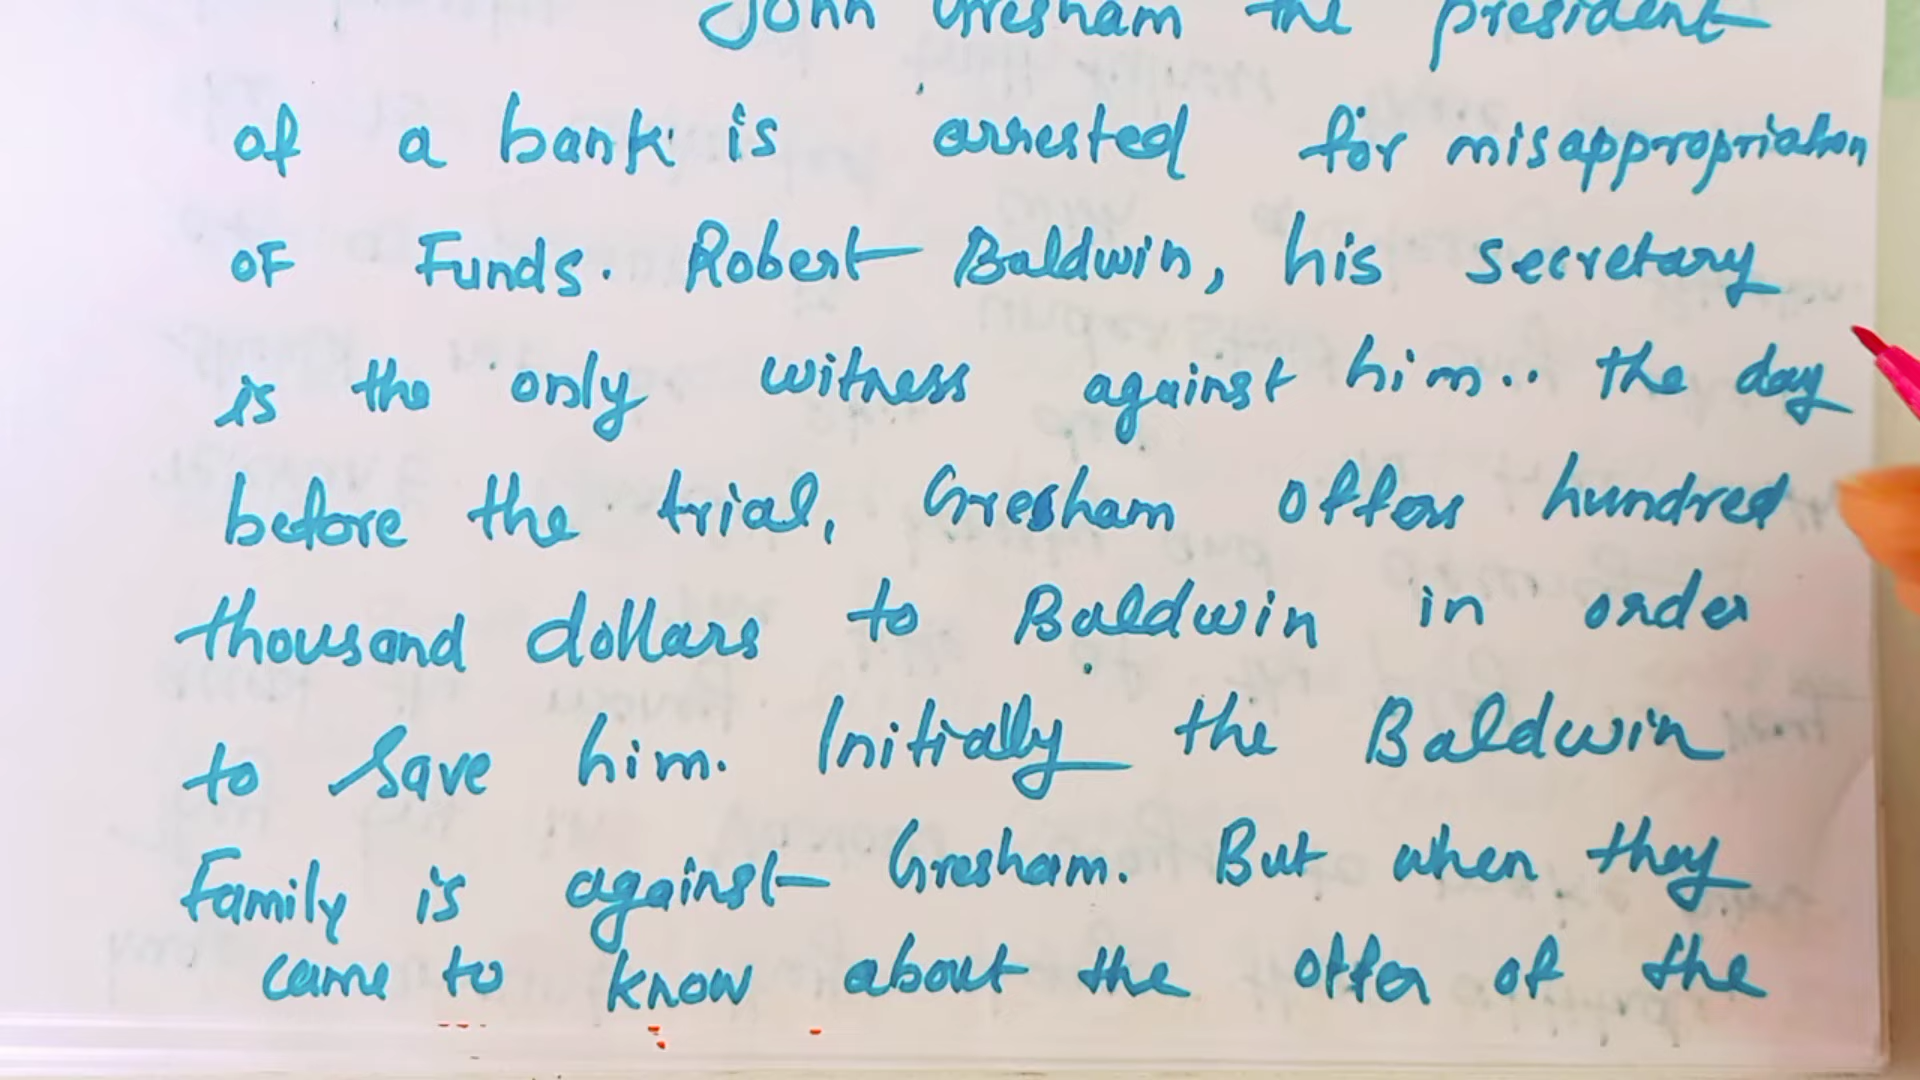 John Gresham the president
of a bank is arrested for misappropriation
of Funds. Robert Baldwin, his secretary
is the only witness against him.. the day
before the trial, Gresham offers hundred
thousand dollars to Baldwin in order
to save him. Initially the Baldwin
Family is against Gresham. But when they
came to know about the offer of the